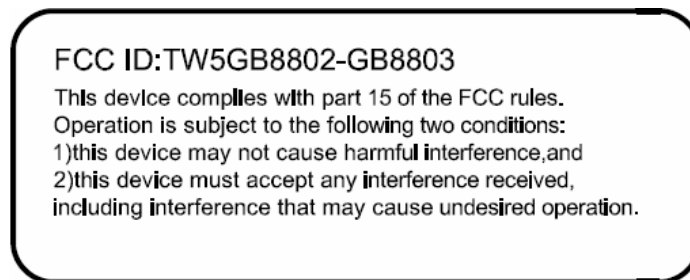 FCC ID:TW5GB8802-GB8803
This device complies with part 15 of the FCC rules.
Operation is subject to the following two conditions:
1)this device may not cause harmful interference,and
2)this device must accept any interference received,
including interference that may cause undesired operation.